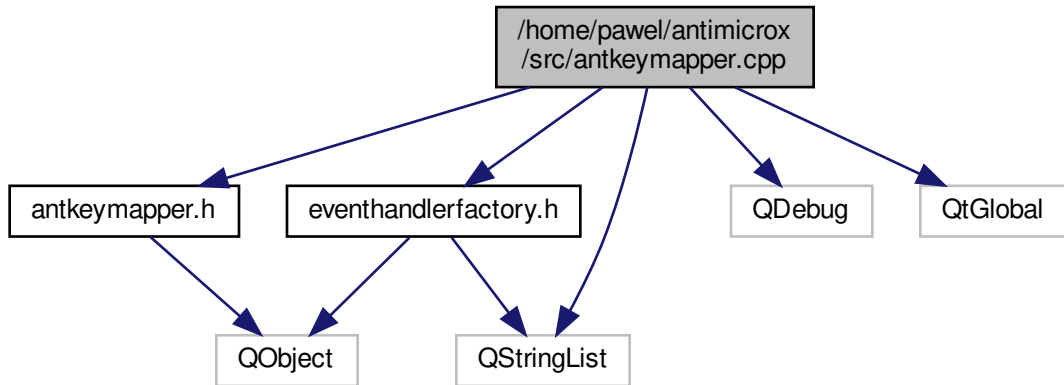 /home/pawel/antimicrox
/src/antkeymapper.cpp
antkeymapper.h
eventhandlerfactory.h
QDebug
QtGlobal
QObject
QStringList